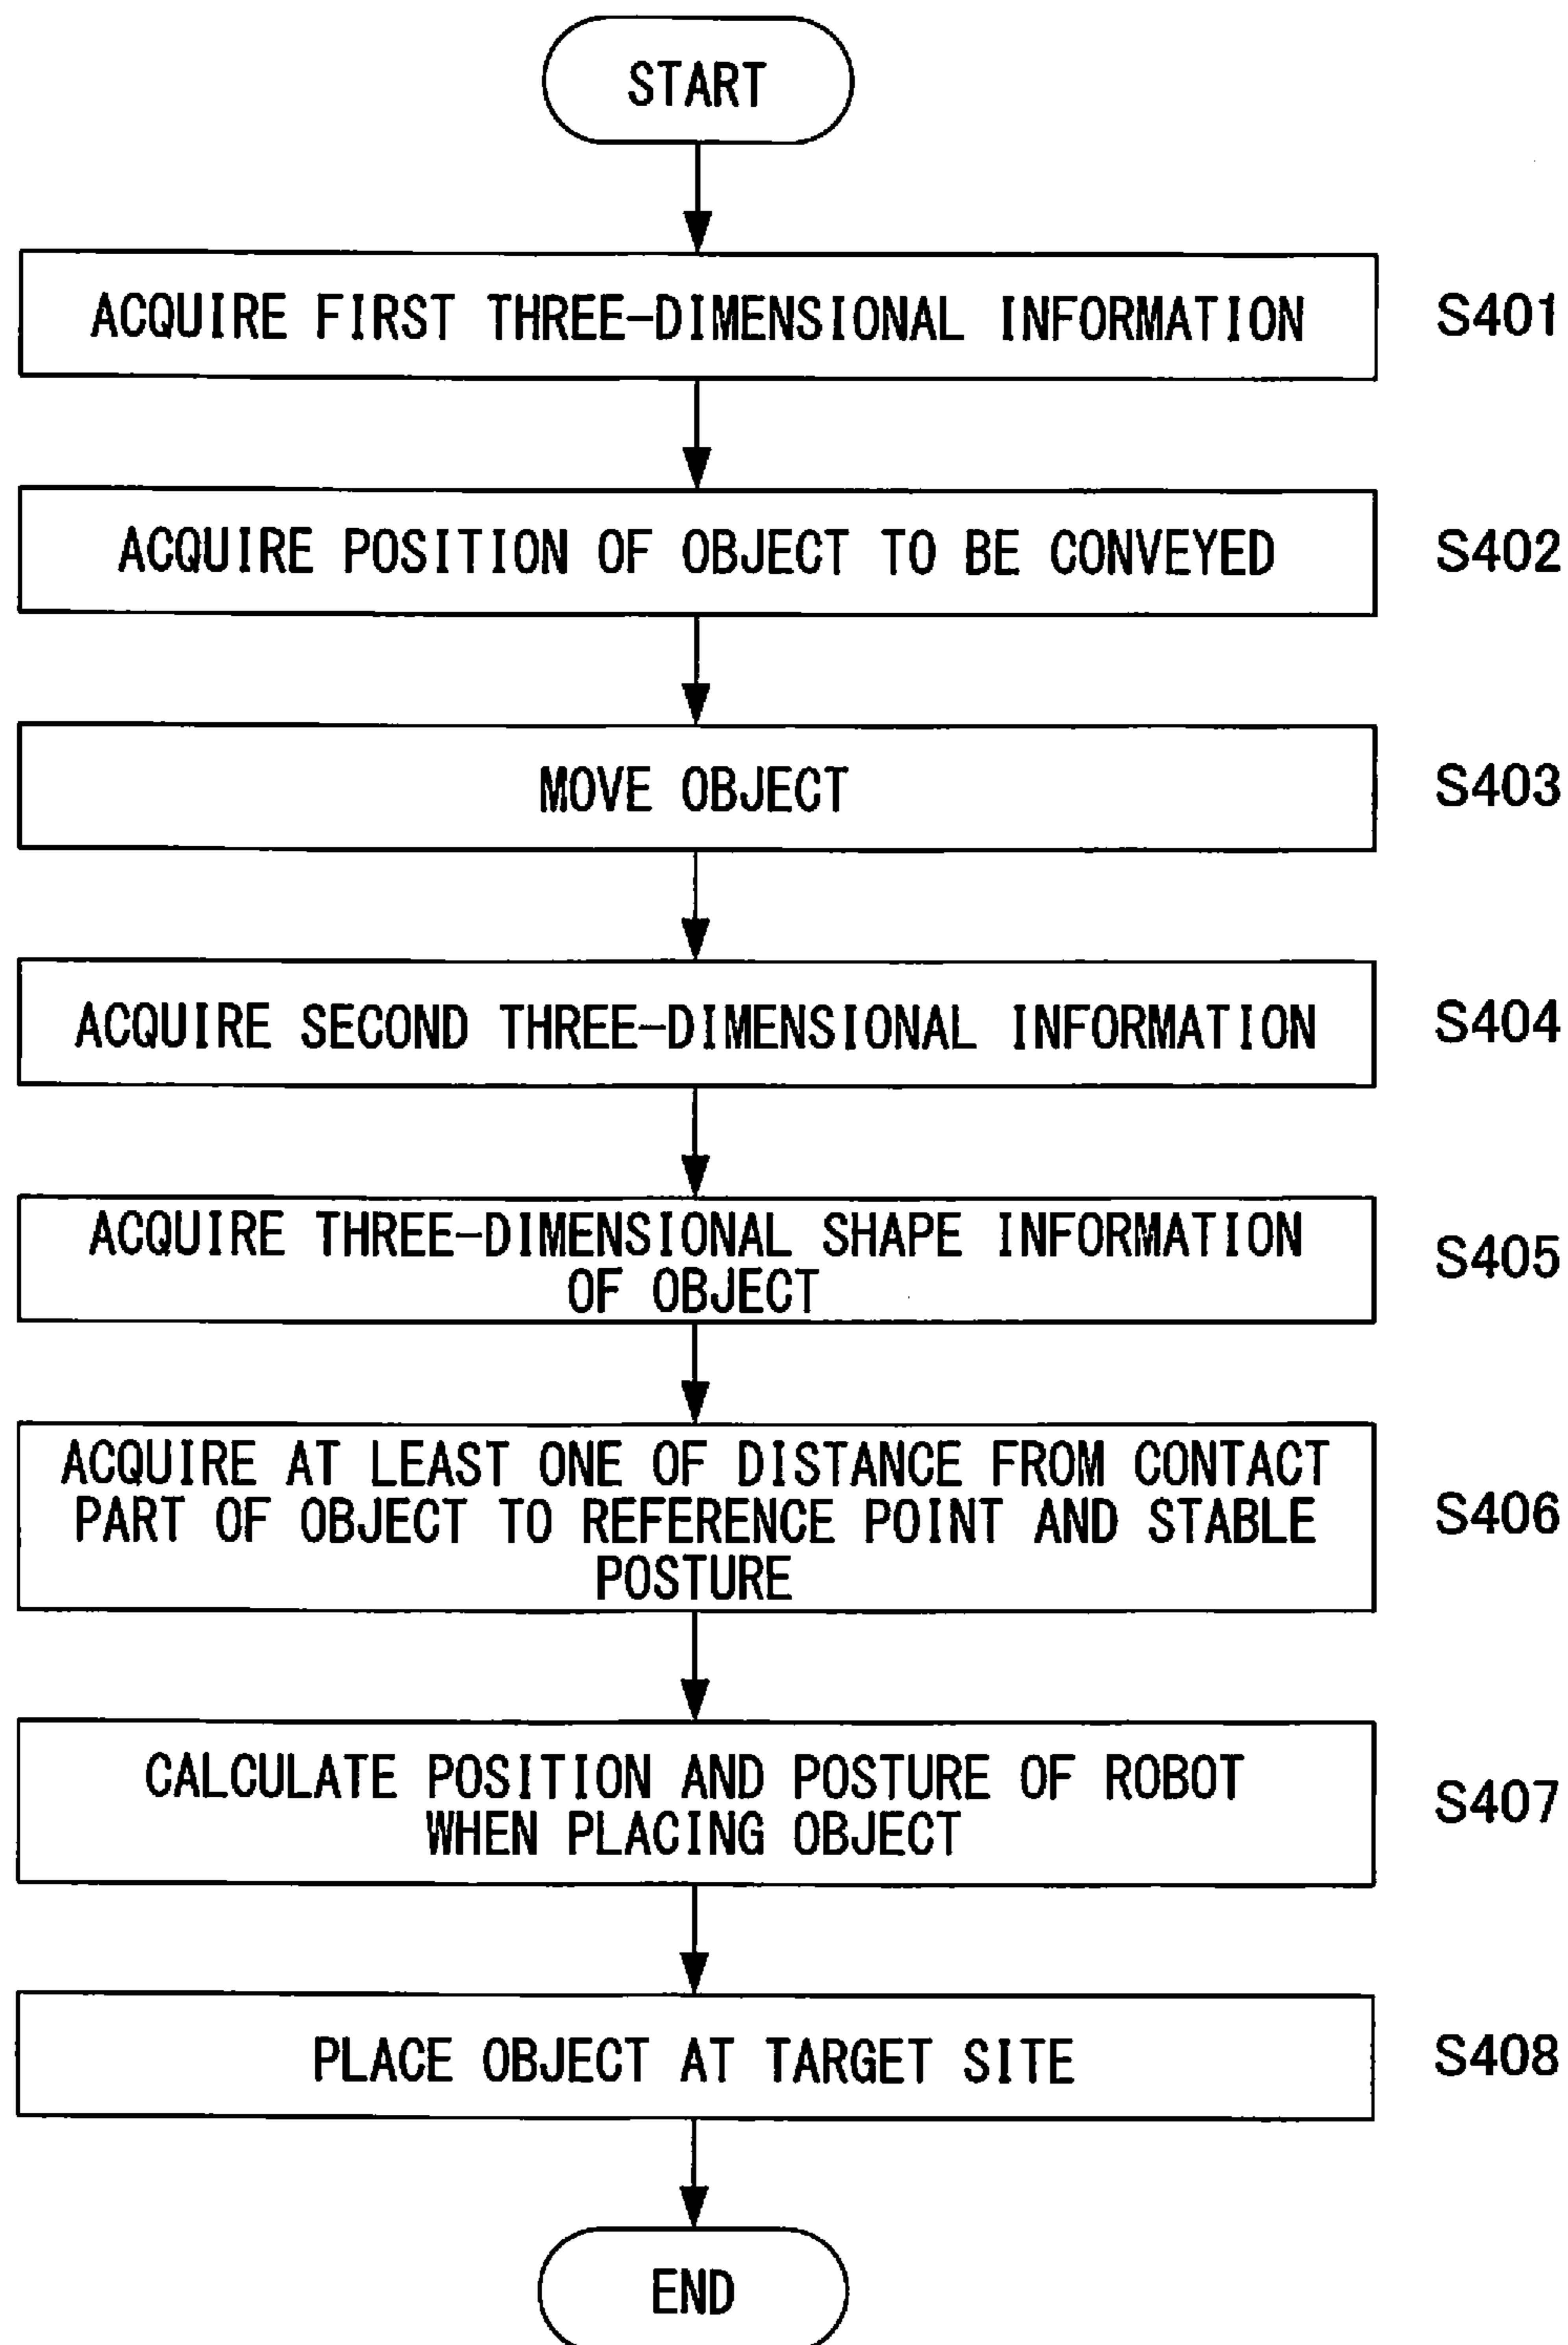 START
ACQUIRE FIRST THREE-DIMENSIONAL INFORMATION
S401
ACQUIRE POSITION OF OBJECT TO BE CONVEYED
S402
MOVE OBJECT
S403
ACQUIRE SECOND THREE-DIMENSIONAL INFORMATION
S404
ACQUIRE THREE-DIMENSIONAL SHAPE INFORMATION
OF OBJECT
S405
ACQUIRE AT LEAST ONE OF DISTANCE FROM CONTACT
PART OF OBJECT TO REFERENCE POINT AND STABLE
POSTURE
S406
CALCULATE POSITION AND POSTURE OF ROBOT
WHEN PLACING OBJECT
S407
PLACE OBJECT AT TARGET SITE
S408
END